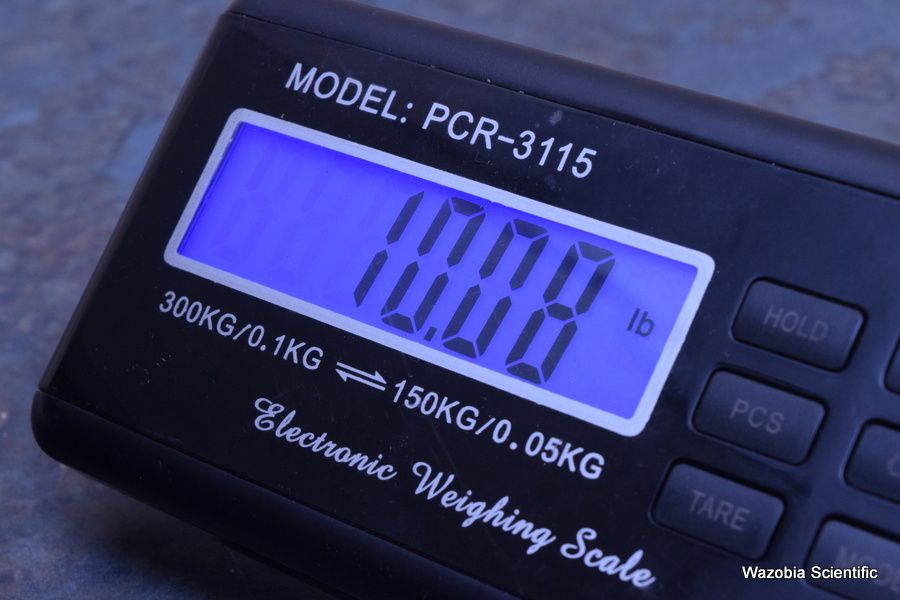 MODEL: PCR-3115
10.08 lb
300KG/0.1KG ⇌ 150KG/0.05KG
Electronic Weighing Scale
HOLD
PCS
TARE
Wazobia Scientific